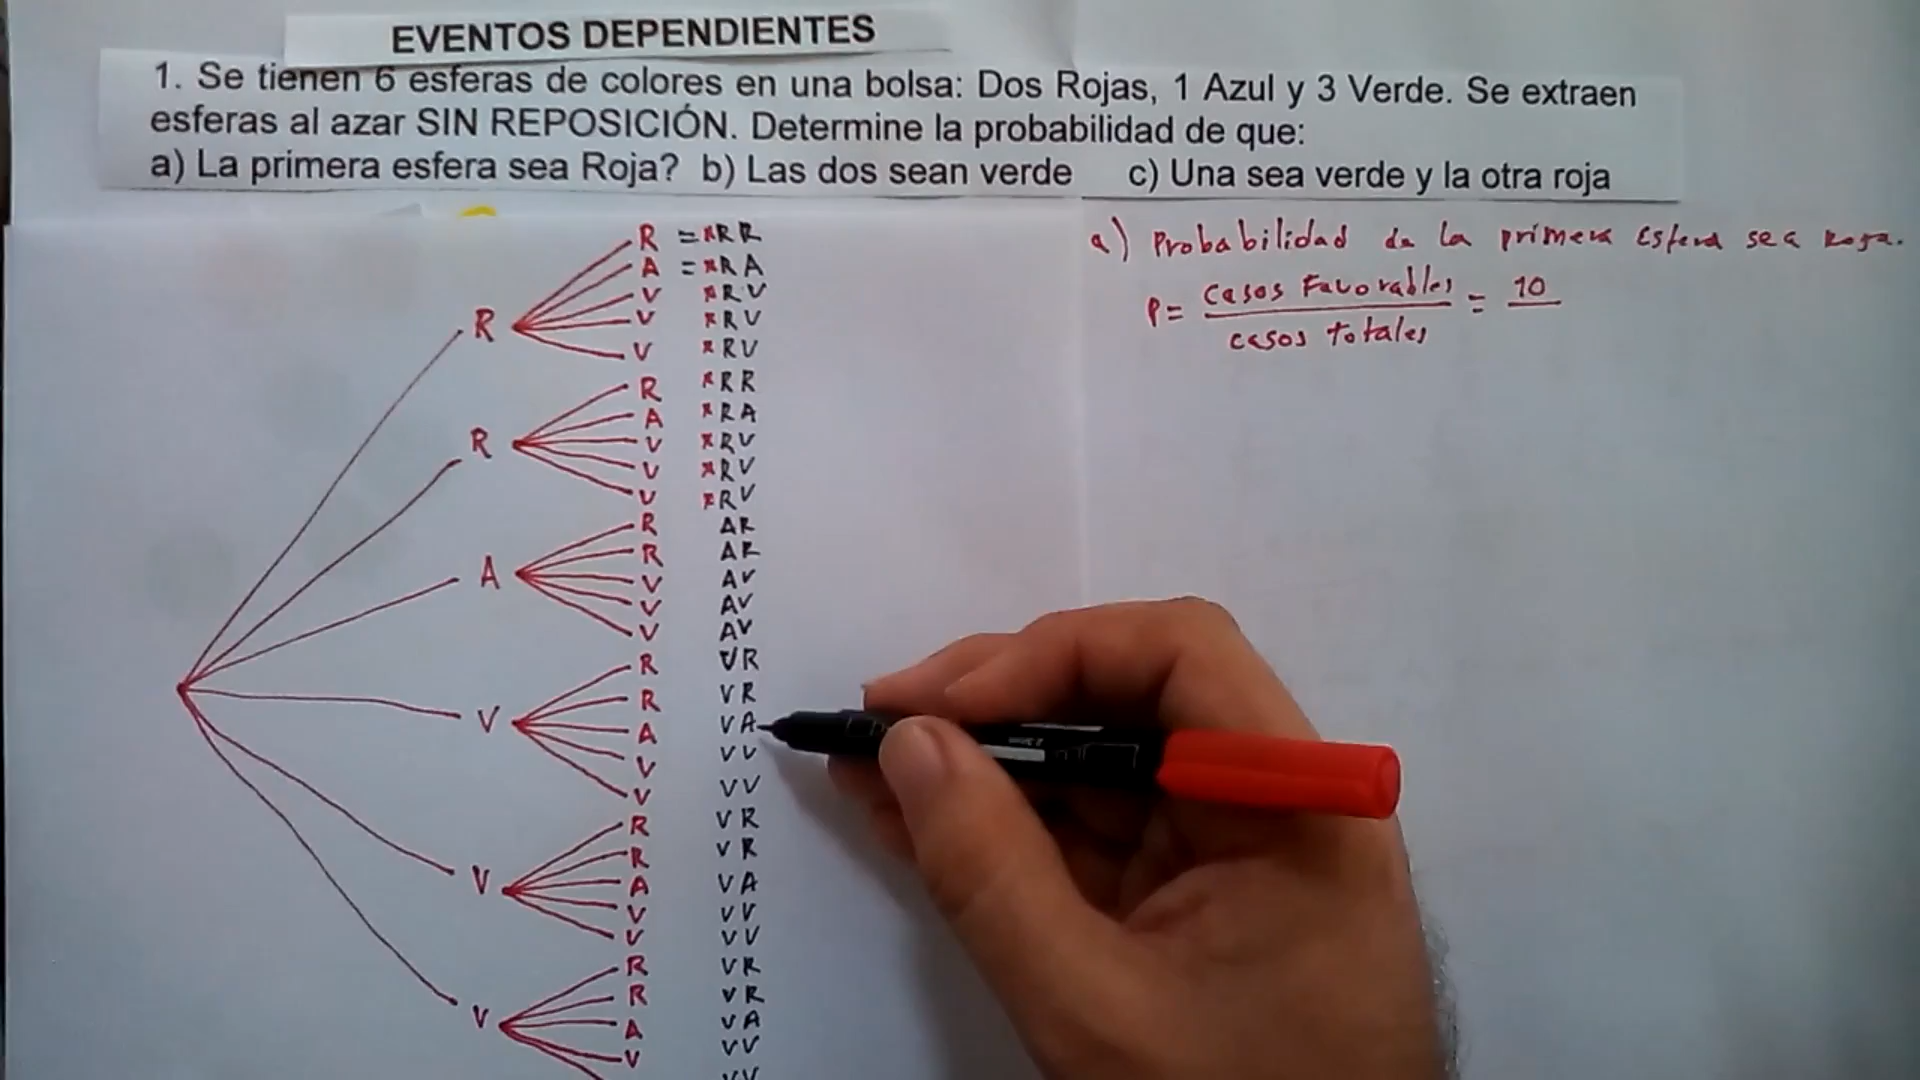 EVENTOS DEPENDIENTES
1. Se tienen 6 esferas de colores en una bolsa: Dos Rojas, 1 Azul y 3 Verde. Se extraen
esferas al azar SIN REPOSICIÓN. Determine la probabilidad de que:
a) La primera esfera sea Roja? b) Las dos sean verde c) Una sea verde y la otra roja
a) Probabilidad de la primera esfera sea roja.
P= Casos Favorables = 10
casos totales
R
R = *RR
A = *RA
V *RV
V *RV
V *RV
R
R *RR
A *RA
V *RV
V *RV
V *RV
A
R AR
R AR
V AV
V AV
V AV
V
R VR
R VR
A VA
V VV
V VV
V
R VR
R VR
A VA
V VV
V VV
V
R VR
R VR
A VA
V VV
VV